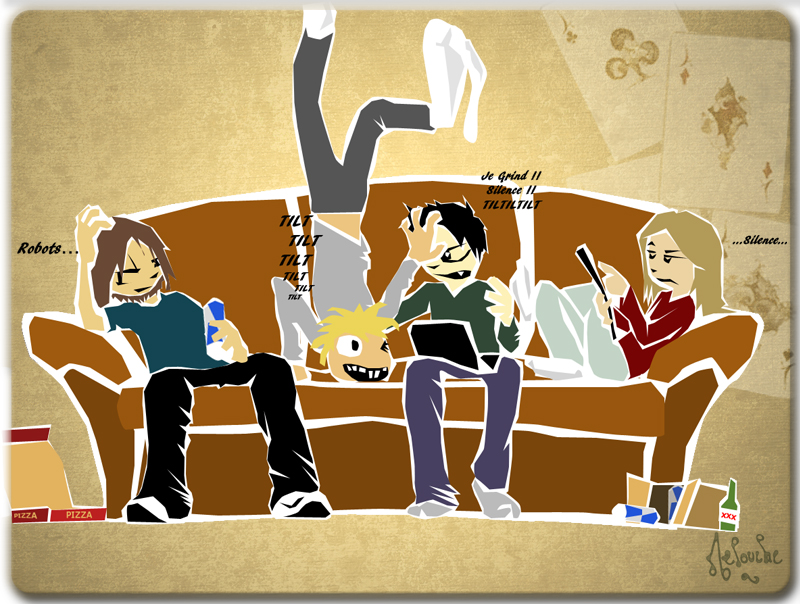 Robots...
TILT
TILT
TILT
TILT
TILT
TILT
Je Grind !!
Silence !!
TILTILTILT
...Silence...
PIZZA
PIZZA
XXX